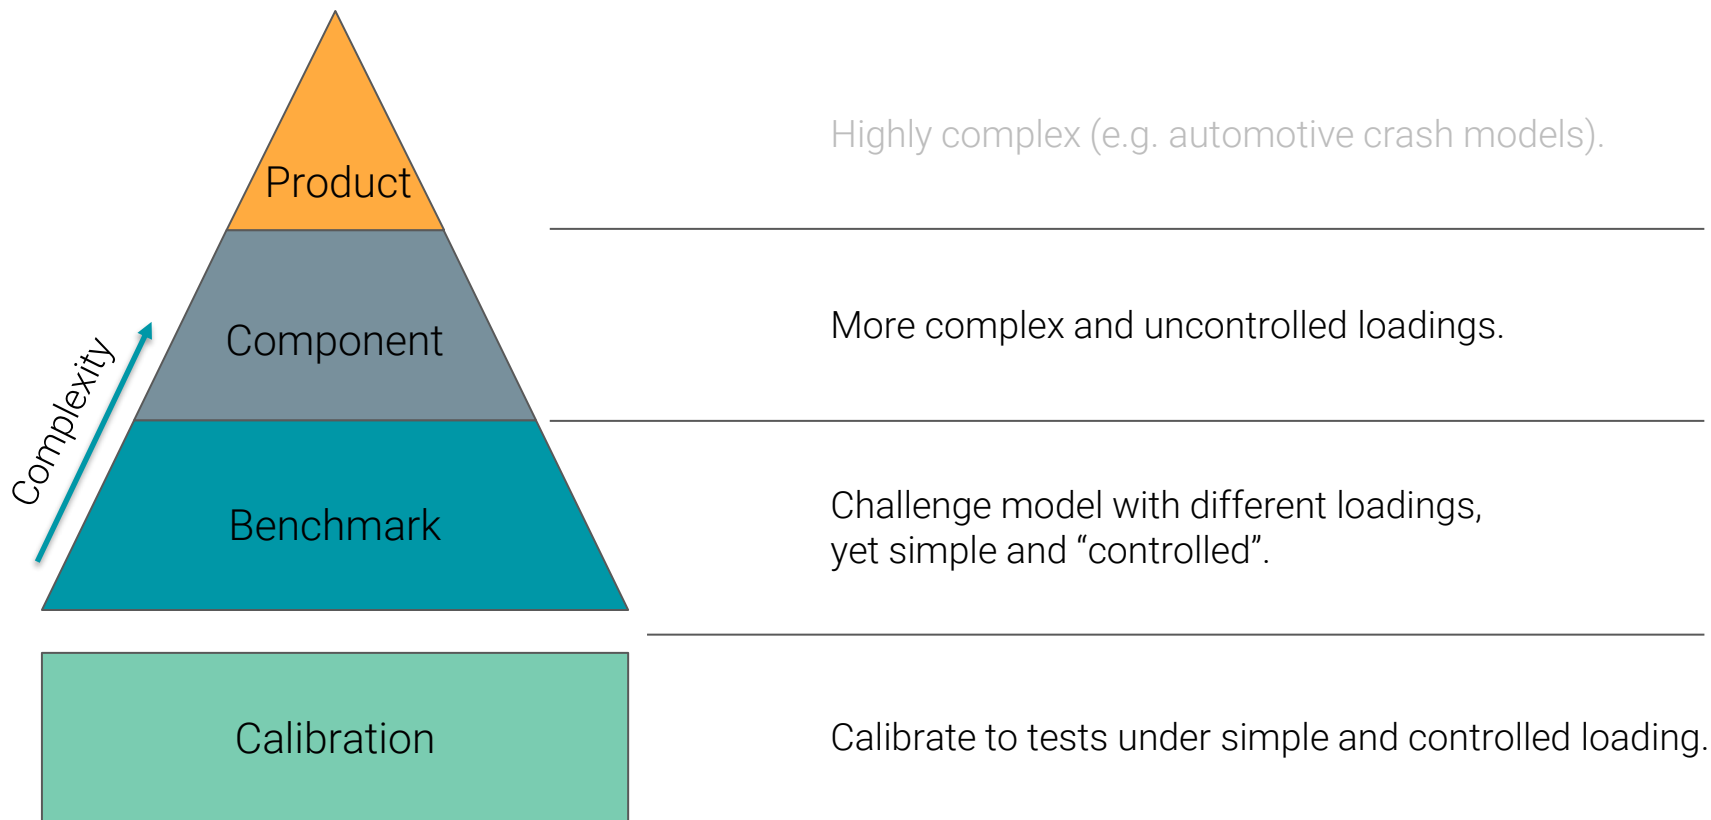 Product
Highly complex (e.g. automotive crash models).
Component
More complex and uncontrolled loadings.
Complexity
Benchmark
Challenge model with different loadings,
yet simple and “controlled”.
Calibration
Calibrate to tests under simple and controlled loading.